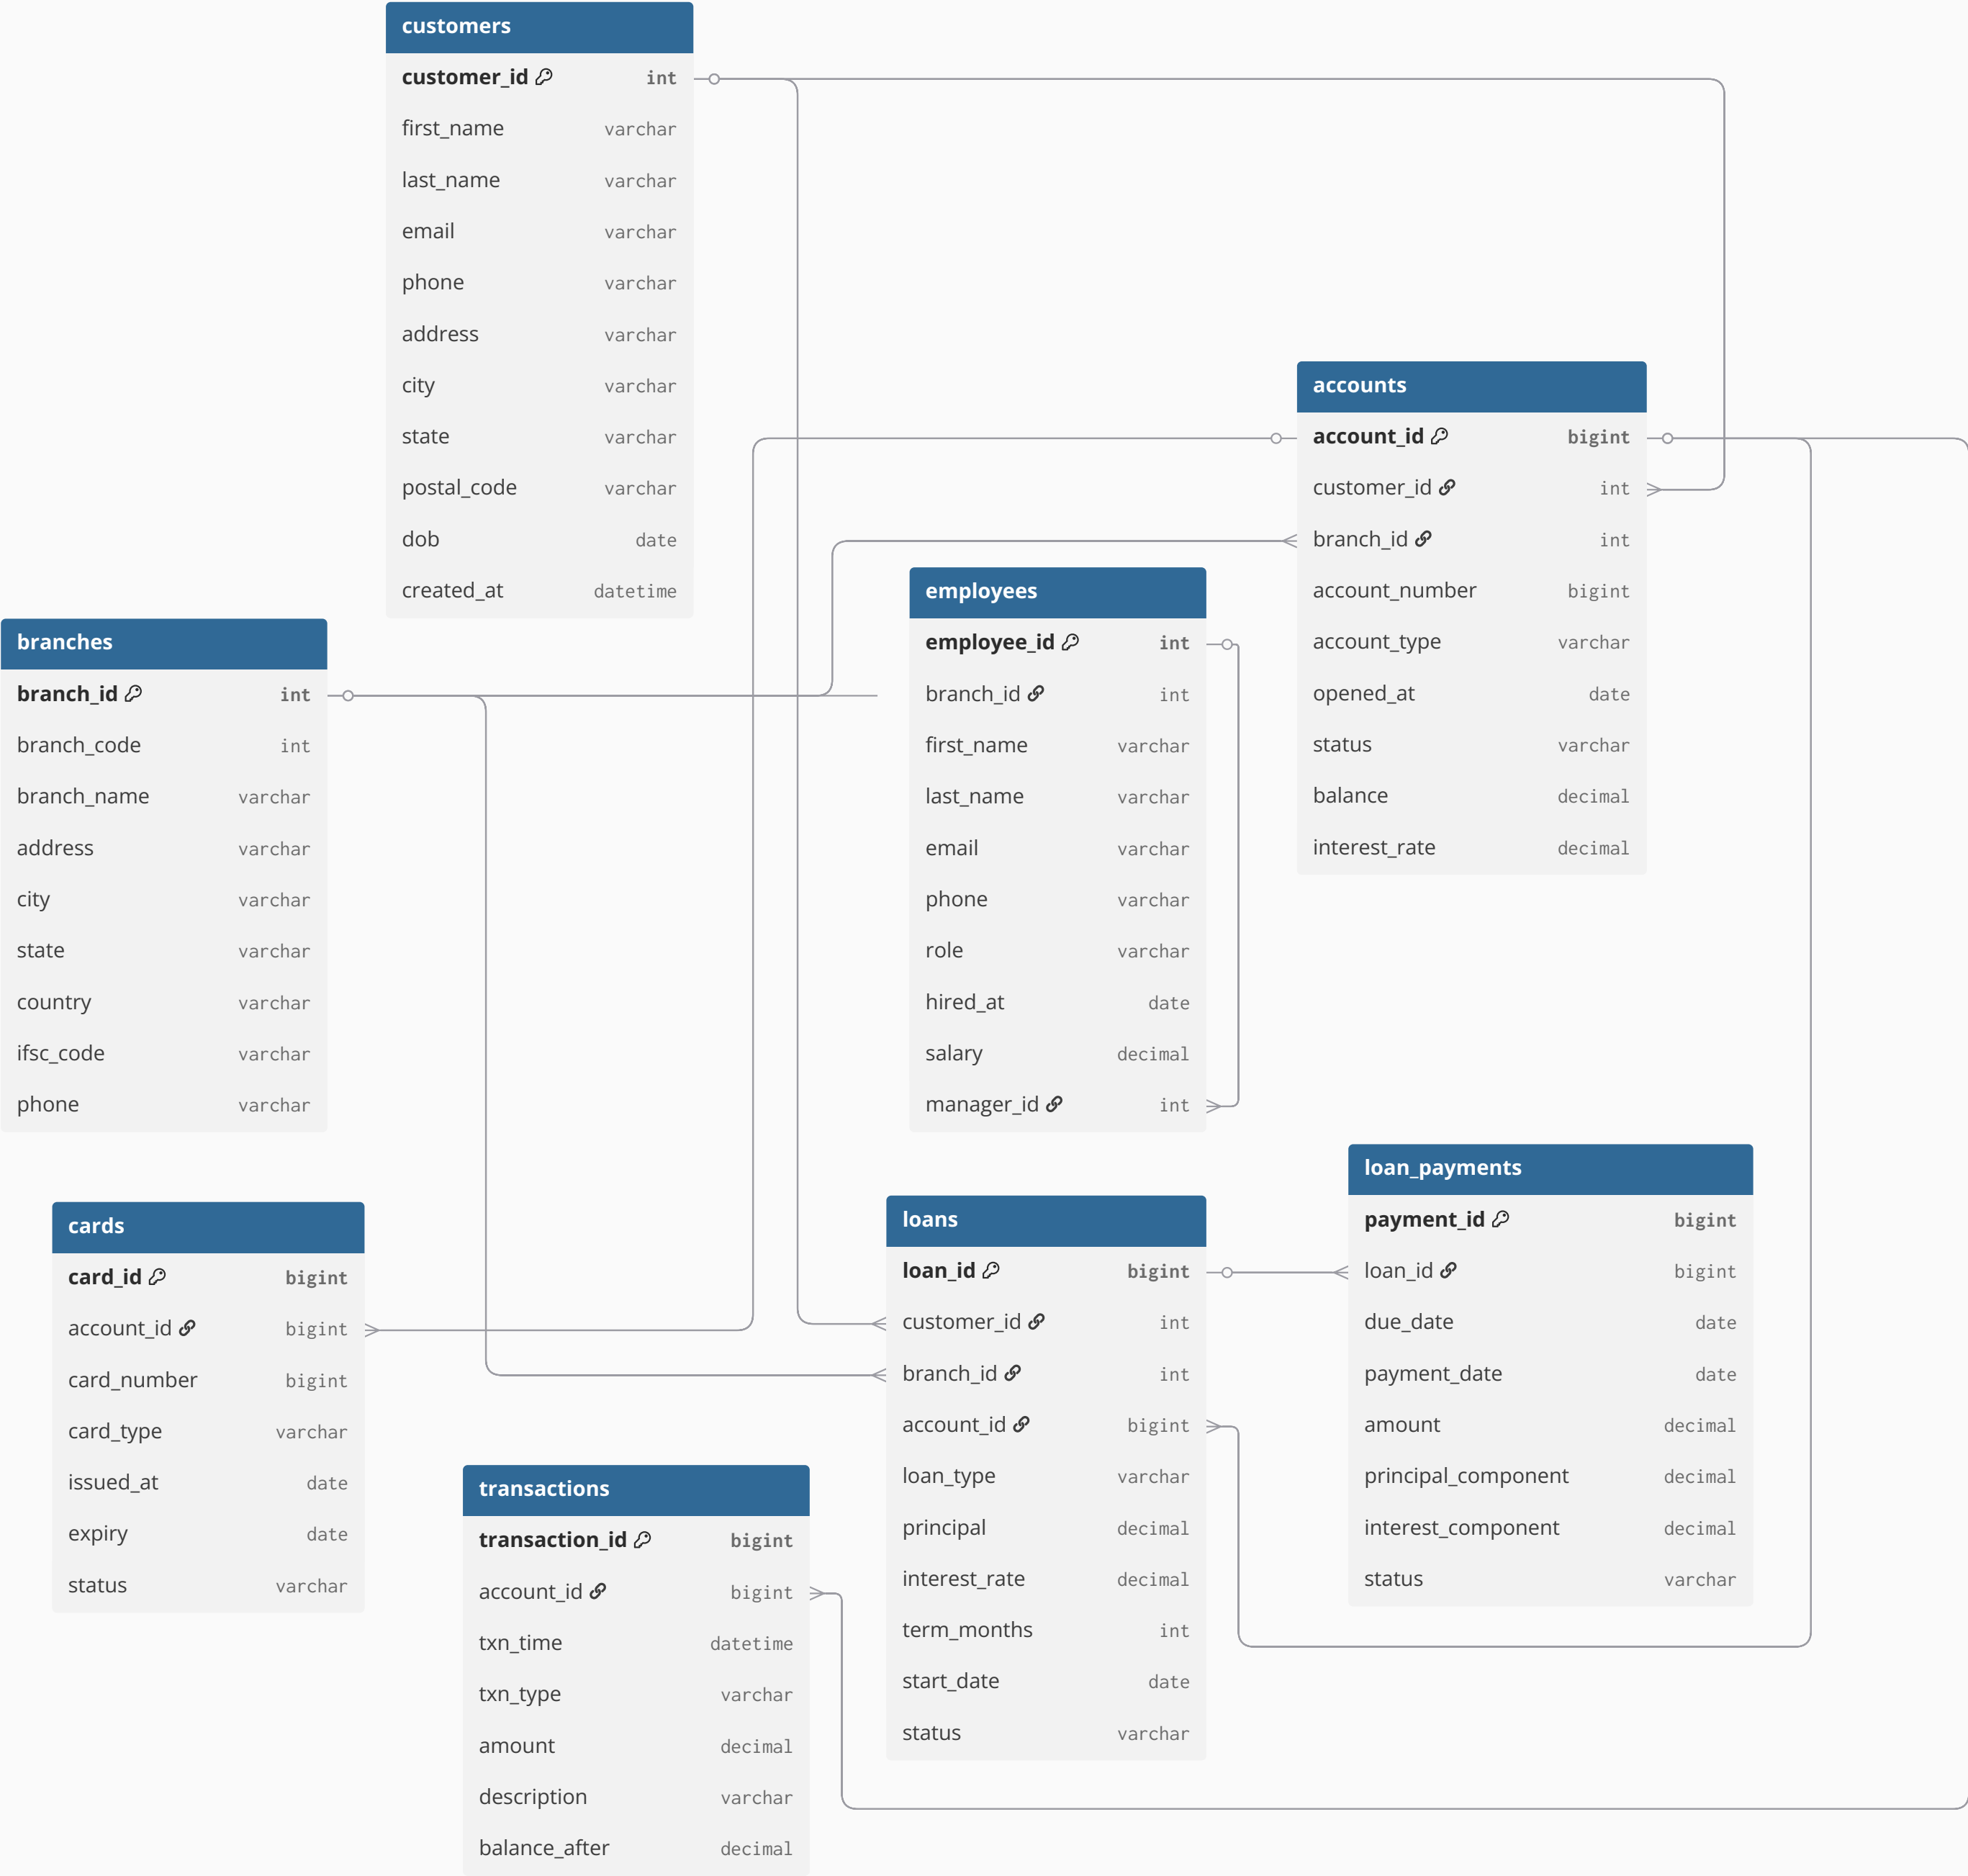 customers
customer_id int
first_name varchar
last_name varchar
email varchar
phone varchar
address varchar
city varchar
state varchar
postal_code varchar
dob date
created_at datetime
accounts
account_id bigint
customer_id int
branch_id int
account_number bigint
account_type varchar
opened_at date
status varchar
balance decimal
interest_rate decimal
employees
employee_id int
branch_id int
first_name varchar
last_name varchar
email varchar
phone varchar
role varchar
hired_at date
salary decimal
manager_id int
branches
branch_id int
branch_code int
branch_name varchar
address varchar
city varchar
state varchar
country varchar
ifsc_code varchar
phone varchar
loan_payments
payment_id bigint
loan_id bigint
due_date date
payment_date date
amount decimal
principal_component decimal
interest_component decimal
status varchar
loans
loan_id bigint
customer_id int
branch_id int
account_id bigint
loan_type varchar
principal decimal
interest_rate decimal
term_months int
start_date date
status varchar
cards
card_id bigint
account_id bigint
card_number bigint
card_type varchar
issued_at date
expiry date
status varchar
transactions
transaction_id bigint
account_id bigint
txn_time datetime
txn_type varchar
amount decimal
description varchar
balance_after decimal